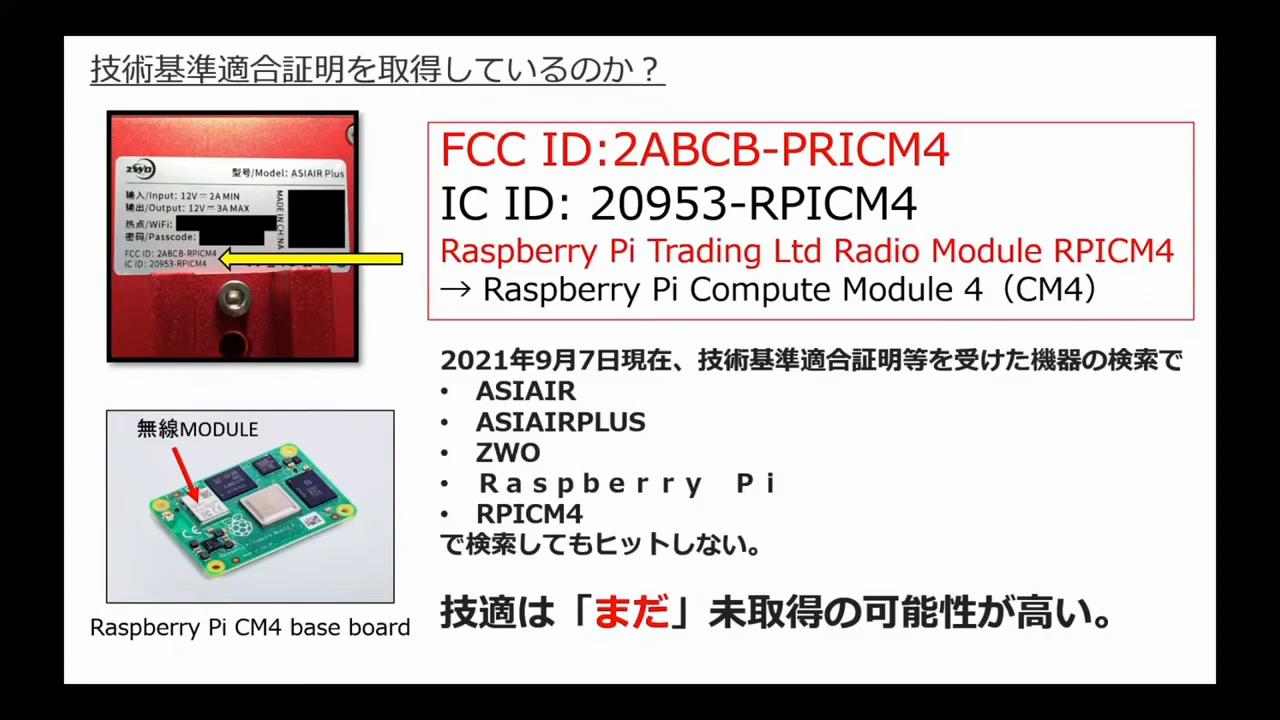 技術基準適合証明を取得しているのか？
ZWO
型号/Model: ASIAIR Plus
输入/Input: 12V⎓2A MIN
输出/Output: 12V⎓3A MAX
热点/WiFi:
密码/Passcode:
MADE IN CHINA
FCC ID: 2ABCB-RPICM4
IC ID: 20953-RPICM4
FCC ID:2ABCB-PRICM4
IC ID: 20953-RPICM4
Raspberry Pi Trading Ltd Radio Module RPICM4
→ Raspberry Pi Compute Module 4（CM4）
2021年9月7日現在、技術基準適合証明等を受けた機器の検索で
• ASIAIR
• ASIAIRPLUS
• ZWO
• Ｒａｓｐｂｅｒｒｙ　Ｐｉ
• RPICM4
で検索してもヒットしない。
技適は「まだ」未取得の可能性が高い。
無線MODULE
Raspberry Pi CM4 base board